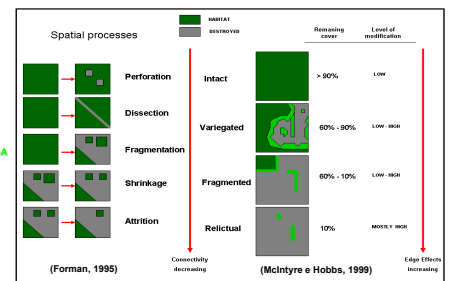 HABITAT
DESTROYED
Spatial processes
Remaning cover
Level of modification
Perforation
Intact
> 90%
LOW
Dissection
Variegated
60% - 90%
LOW - HIGH
A
Fragmentation
Shrinkage
Fragmented
60% - 10%
LOW - HIGH
Attrition
Relictual
10%
MOSTLY HIGH
(Forman, 1995)
Connectivity decreasing
(McIntyre e Hobbs, 1999)
Edge Effects increasing